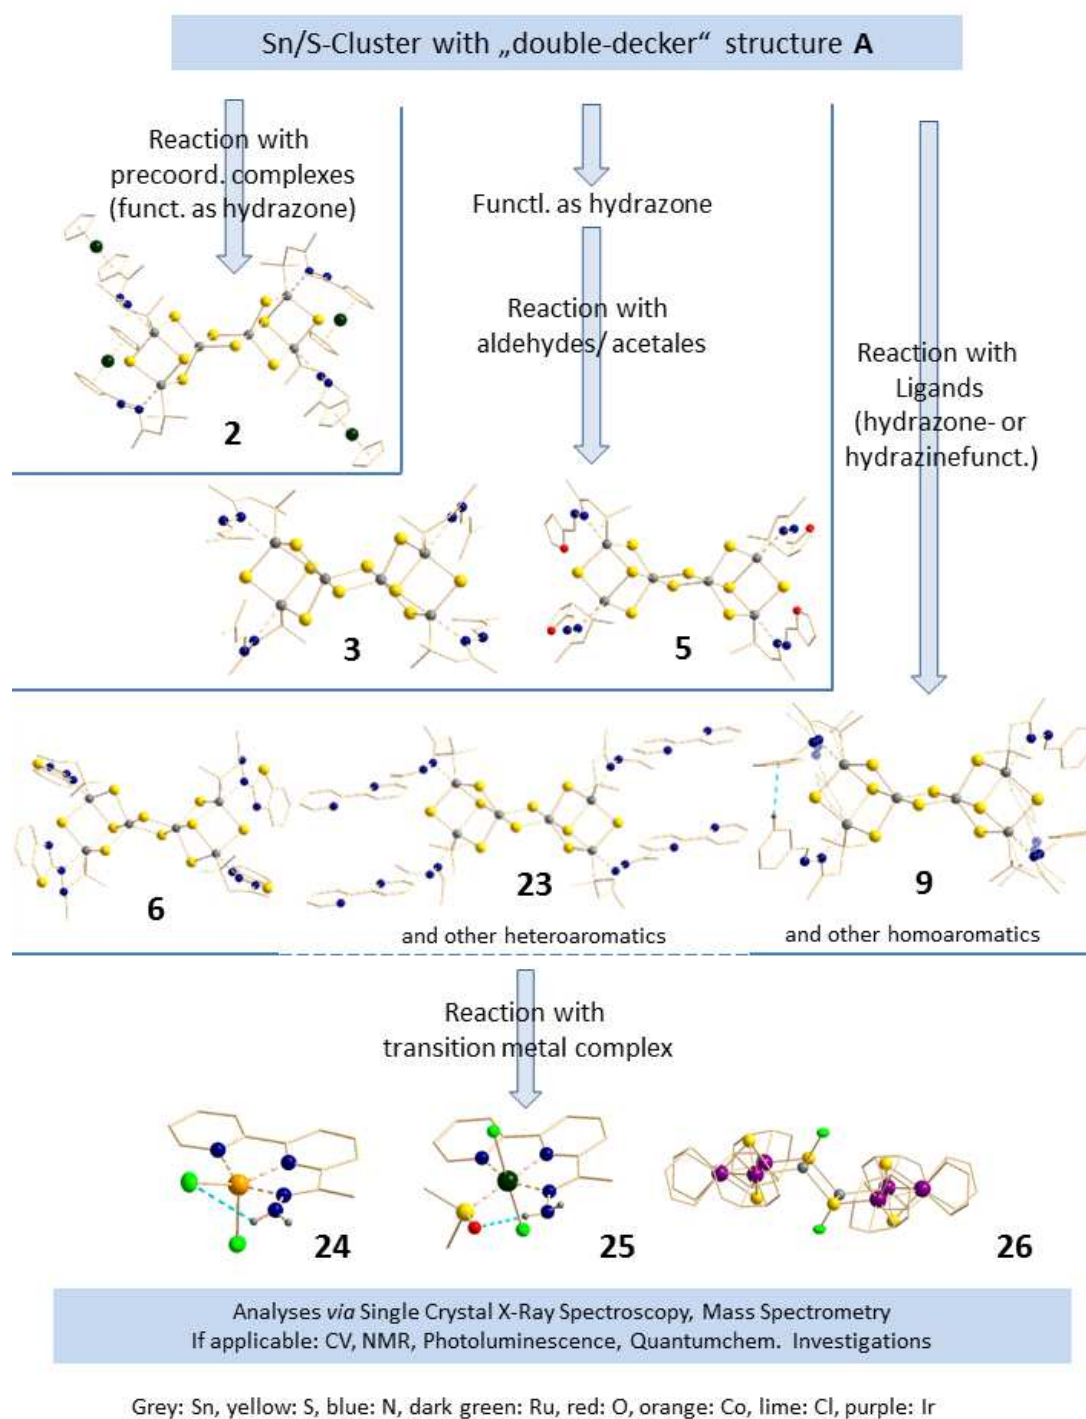 Sn/S-Cluster with „double-decker“ structure A
Reaction with
precoord. complexes
(funct. as hydrazone)
2
Functl. as hydrazone
Reaction with
aldehydes/ acetales
3
5
Reaction with
Ligands
(hydrazone- or
hydrazinefunct.)
6
23
and other heteroaromatics
9
and other homoaromatics
Reaction with
transition metal complex
24
25
26
Analyses via Single Crystal X-Ray Spectroscopy, Mass Spectrometry
If applicable: CV, NMR, Photoluminescence, Quantumchem. Investigations
Grey: Sn, yellow: S, blue: N, dark green: Ru, red: O, orange: Co, lime: Cl, purple: Ir